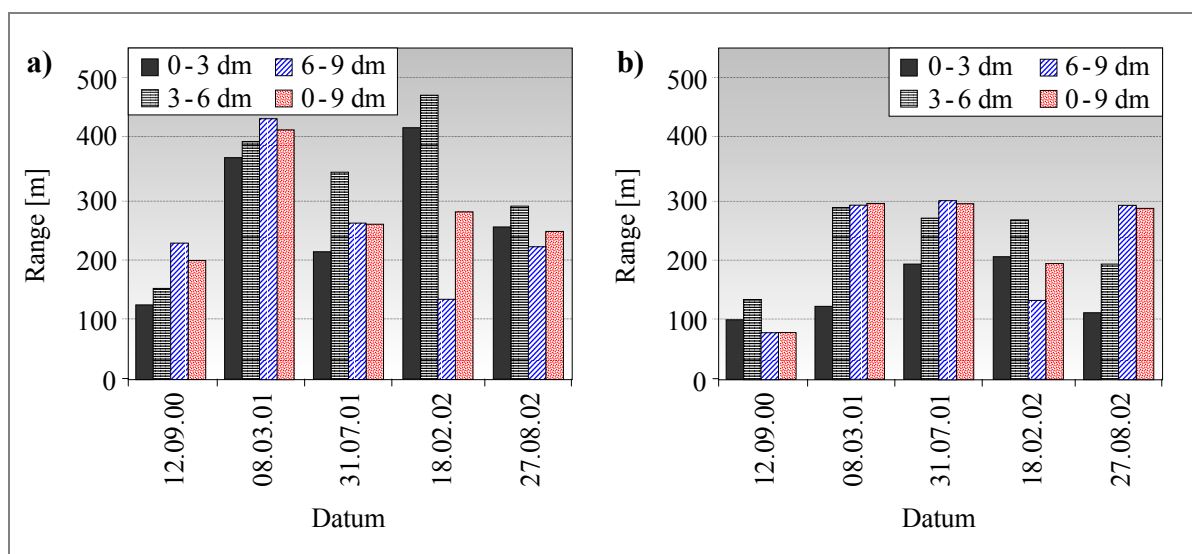 a)
0-3 dm 6-9 dm
3-6 dm 0-9 dm
500
400
300
200
100
0
Range [m]
12.09.00
08.03.01
31.07.01
18.02.02
27.08.02
Datum
b)
0-3 dm 6-9 dm
3-6 dm 0-9 dm
500
400
300
200
100
0
Range [m]
12.09.00
08.03.01
31.07.01
18.02.02
27.08.02
Datum